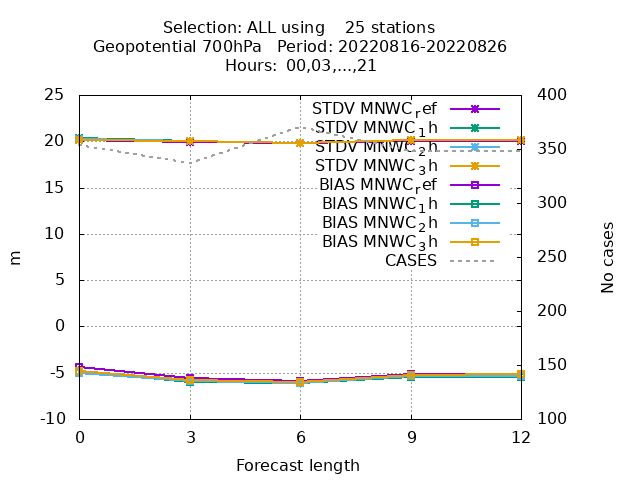 Selection: ALL using    25 stations
Geopotential 700hPa   Period: 20220816-20220826
Hours: 00,03,...,21
25
20
15
10
5
0
-5
-10
m
400
350
300
250
200
150
100
No cases
STDV MNWC_ref
STDV MNWC_1h
STDV MNWC_2h
STDV MNWC_3h
BIAS MNWC_ref
BIAS MNWC_1h
BIAS MNWC_2h
BIAS MNWC_3h
CASES
0 3 6 9 12
Forecast length